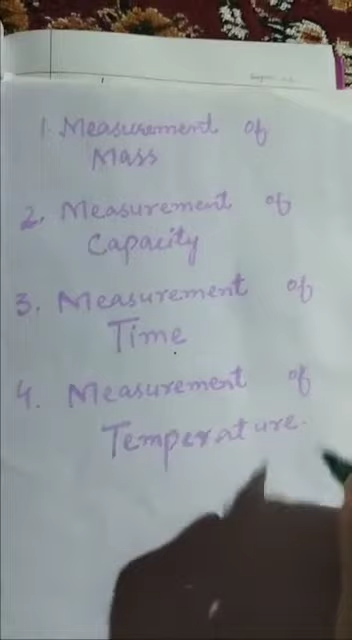 1. Measurement of
Mass
2. Measurement of
Capacity
3. Measurement of
Time
4. Measurement of
Temperature.